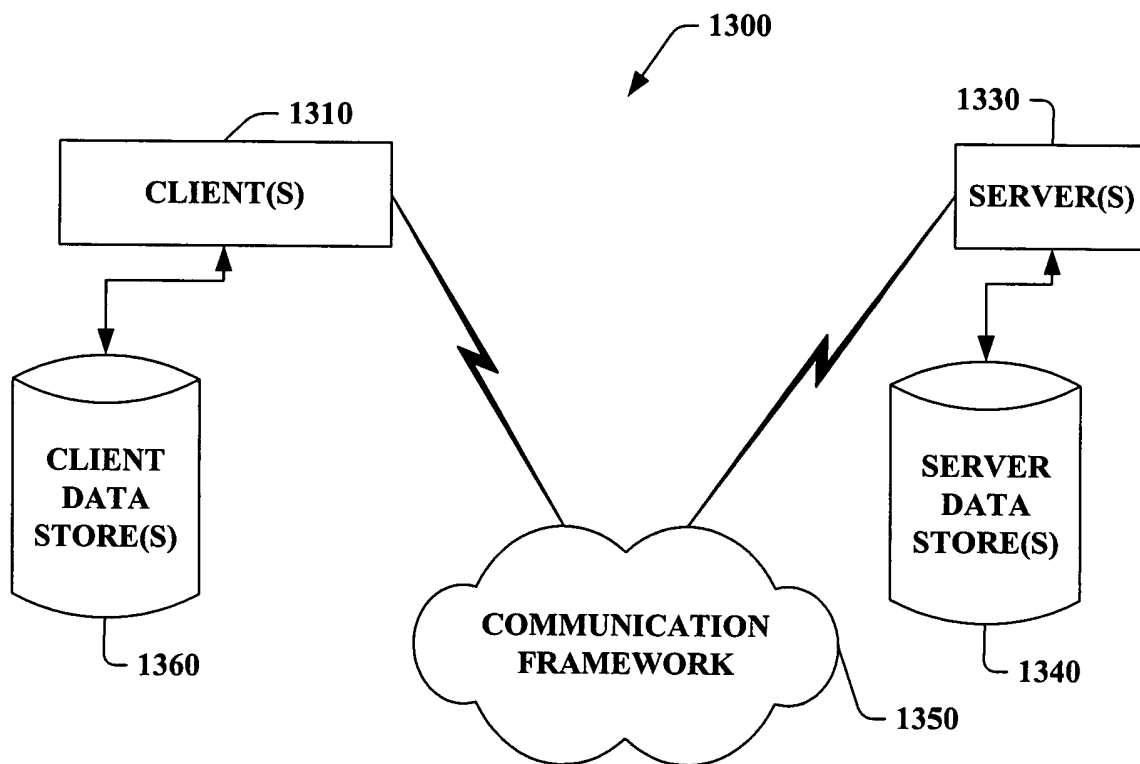 1300
1310
1330
CLIENT(S)
SERVER(S)
CLIENT
DATA
STORE(S)
SERVER
DATA
STORE(S)
COMMUNICATION
FRAMEWORK
1360
1340
1350